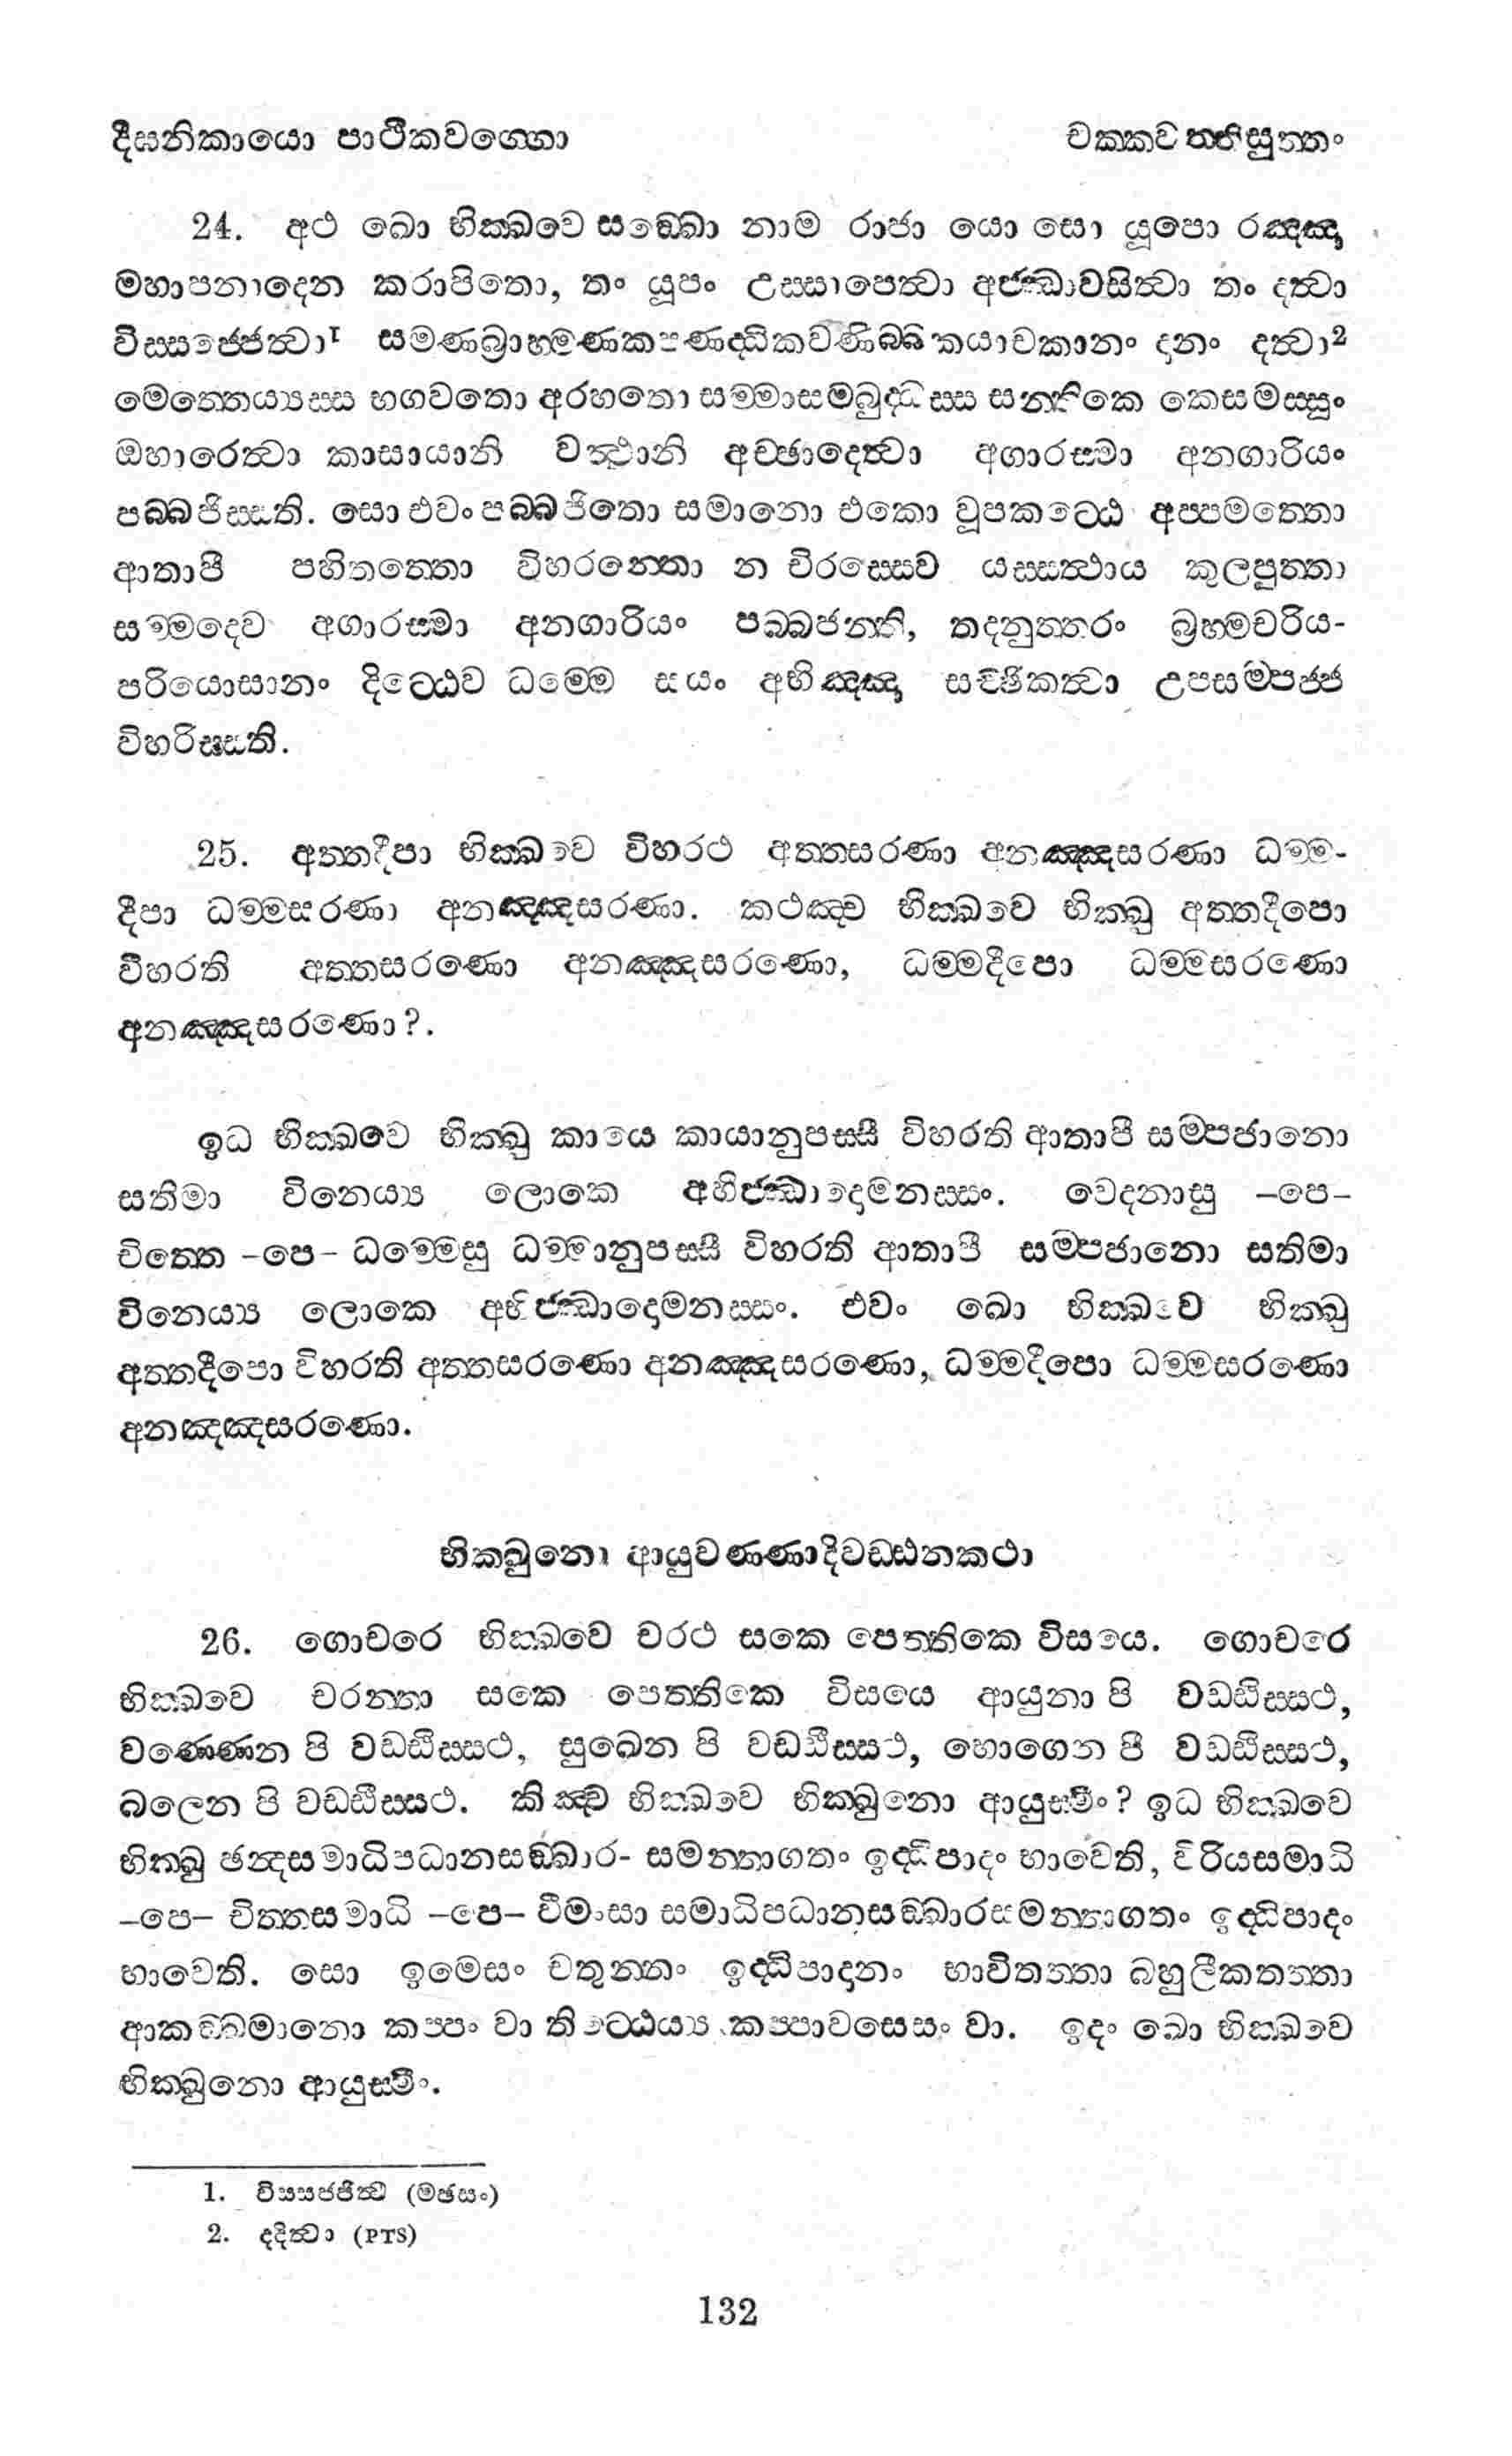 දීඝනිකායො පාථිකවග්ගො චක්කවත්තිසුත්තං
24. අථ ඛො භික්ඛවෙ සඞ්ඛො නාම රාජා යො සො යූපො රඤ්ඤා
මහාපනාදෙන කරාපිතො, තං යූපං උස්සාපෙත්වා අජ්ඣාවසිත්වා තං දත්වා
විස්සජ්ජෙත්වා1 සමණබ්‍රාහ්මණකපණද්ධිකවණිබ්බකයාචකානං දානං දත්වා2
මෙත්තෙය්‍යස්ස භගවතො අරහතො සම්මාසම්බුද්ධස්ස සන්තිකෙ කෙසමස්සුං
ඔහාරෙත්වා කාසායානි වත්ථානි අච්ඡාදෙත්වා අගාරස්මා අනගාරියං
පබ්බජිස්සති. සො එවං පබ්බජිතො සමානො එකො වූපකට්ඨො අප්පමත්තො
ආතාපී පහිතත්තො විහරන්තො න චිරස්සෙව යස්සත්ථාය කුලපුත්තා
සම්මදෙව අගාරස්මා අනගාරියං පබ්බජන්ති, තදනුත්තරං බ්‍රහ්මචරිය-
පරියොසානං දිට්ඨෙව ධම්මෙ සයං අභිඤ්ඤා සච්ඡිකත්වා උපසම්පජ්ජ
විහරිස්සති.
25. අත්තදීපා භික්ඛවෙ විහරථ අත්තසරණා අනඤ්ඤසරණා ධම්ම-
දීපා ධම්මසරණා අනඤ්ඤසරණා. කථඤ්ච භික්ඛවෙ භික්ඛු අත්තදීපො
විහරති අත්තසරණො අනඤ්ඤසරණො, ධම්මදීපො ධම්මසරණො
අනඤ්ඤසරණො?.
ඉධ භික්ඛවෙ භික්ඛු කායෙ කායානුපස්සී විහරති ආතාපී සම්පජානො
සතිමා විනෙය්‍ය ලොකෙ අභිජ්ඣාදොමනස්සං. වෙදනාසු –පෙ–
චිත්තෙ –පෙ– ධම්මෙසු ධම්මානුපස්සී විහරති ආතාපී සම්පජානො සතිමා
විනෙය්‍ය ලොකෙ අභිජ්ඣාදොමනස්සං. එවං ඛො භික්ඛවෙ භික්ඛු
අත්තදීපො විහරති අත්තසරණො අනඤ්ඤසරණො, ධම්මදීපො ධම්මසරණො
අනඤ්ඤසරණො.
භික්ඛුනො ආයුවණ්ණාදිවඩ්ඪනකථා
26. ගොචරෙ භික්ඛවෙ චරථ සකෙ පෙත්තිකෙ විසයෙ. ගොචරෙ
භික්ඛවෙ චරන්තා සකෙ පෙත්තිකෙ විසයෙ ආයුනා පි වඩ්ඪිස්සථ,
වණ්ණෙන පි වඩ්ඪිස්සථ, සුඛෙන පි වඩ්ඪිස්සථ, භොගෙන පි වඩ්ඪිස්සථ,
බලෙන පි වඩ්ඪිස්සථ. කිඤ්ච භික්ඛවෙ භික්ඛුනො ආයුස්මිං? ඉධ භික්ඛවෙ
භික්ඛු ඡන්දසමාධිපධානසඞ්ඛාර- සමන්නාගතං ඉද්ධිපාදං භාවෙති, විරියසමාධි
–පෙ– චිත්තසමාධි –පෙ– වීමංසා සමාධිපධානසඞ්ඛාරසමන්නාගතං ඉද්ධිපාදං
භාවෙති. සො ඉමෙසං චතුන්නං ඉද්ධිපාදානං භාවිතත්තා බහුලීකතත්තා
ආකඞ්ඛමානො කප්පං වා තිට්ඨෙය්‍ය කප්පාවසෙසං වා. ඉදං ඛො භික්ඛවෙ
භික්ඛුනො ආයුස්මිං.
1. විස්සජ්ජිත්වා (මඡසං)
2. දදිත්වා (PTS)
132